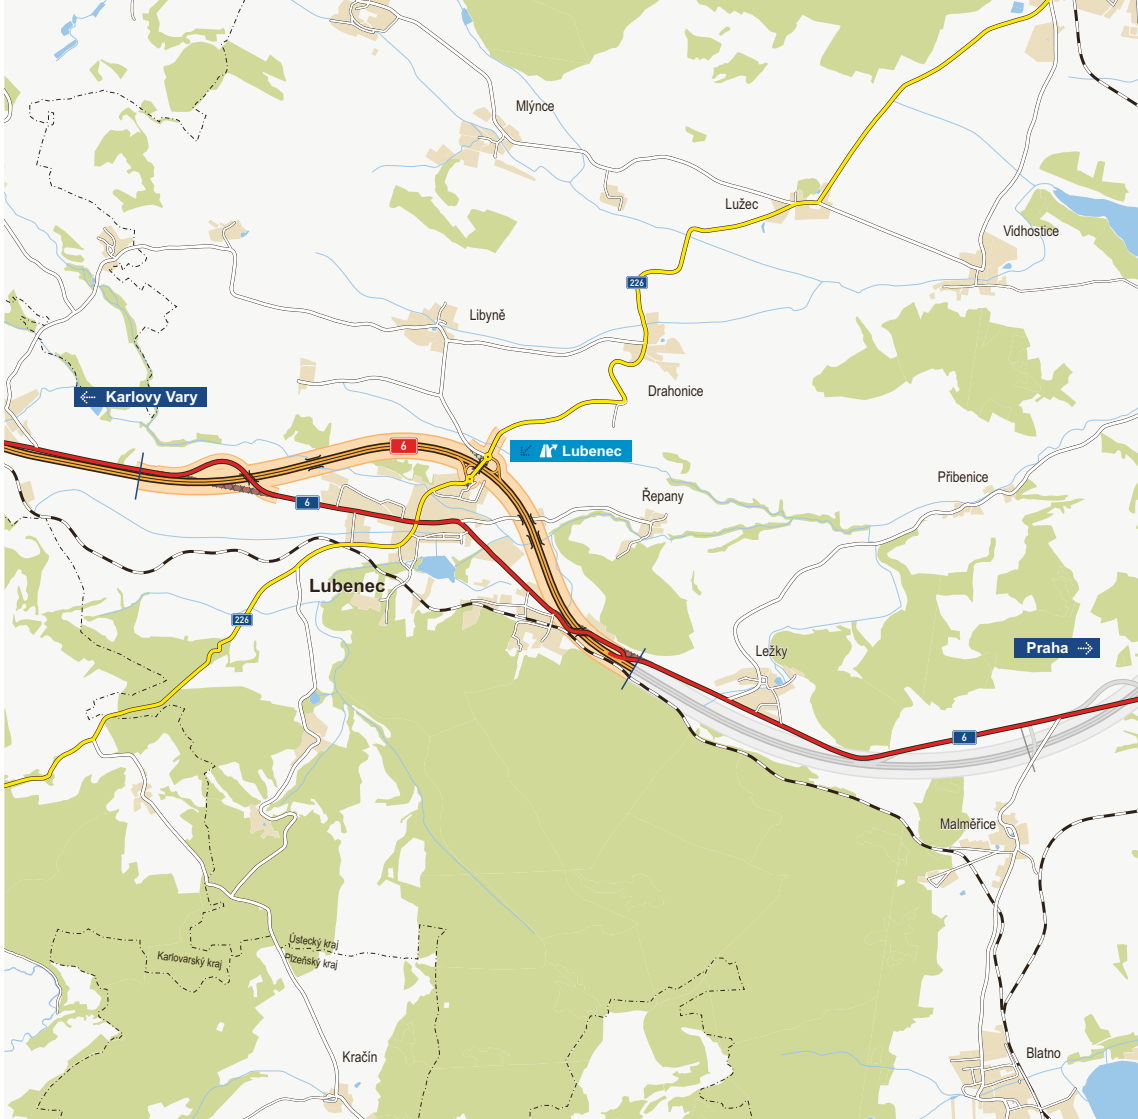 Mlýnce
Lužec
Vidhostice
226
Libyně
Drahonice
Karlovy Vary
6
Lubenec
Přibenice
6
Řepany
Lubenec
226
Praha
Ležky
6
Malměřice
Ústecký kraj
Karlovarský kraj
Plzeňský kraj
Kračín
Blatno